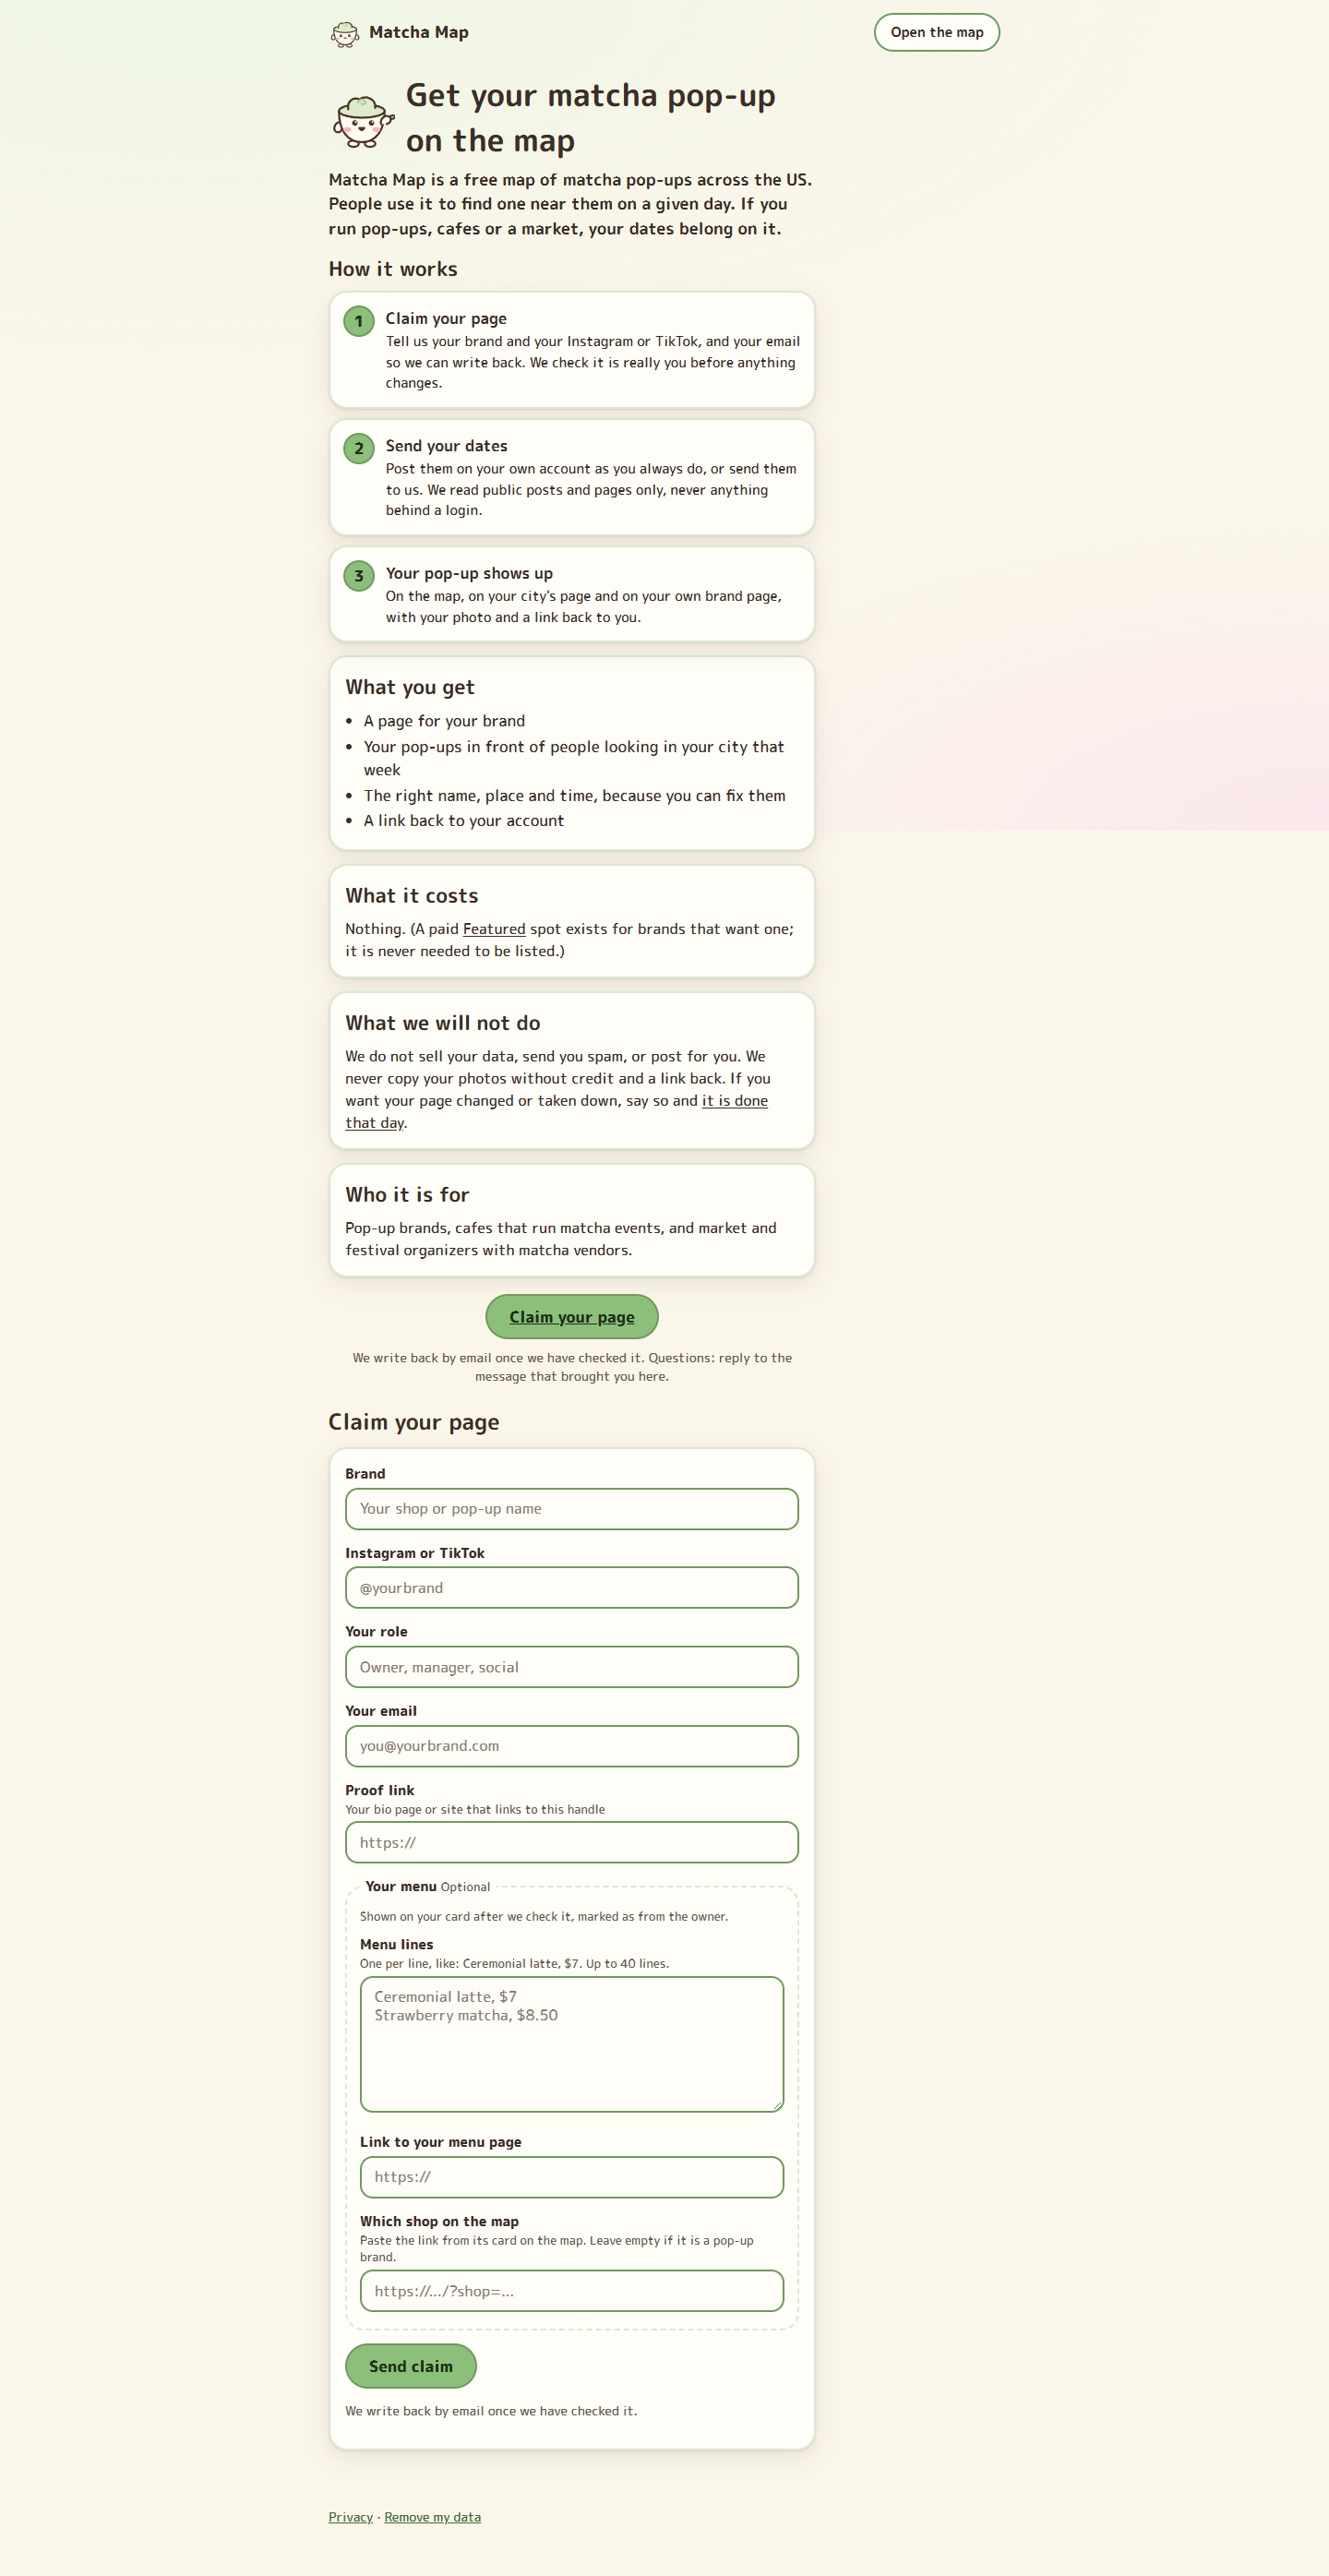 Matcha Map
Open the map
Get your matcha pop-up
on the map
Matcha Map is a free map of matcha pop-ups across the US.
People use it to find one near them on a given day. If you
run pop-ups, cafes or a market, your dates belong on it.
How it works
1
Claim your page
Tell us your brand and your Instagram or TikTok, and your email
so we can write back. We check it is really you before anything
changes.
2
Send your dates
Post them on your own account as you always do, or send them
to us. We read public posts and pages only, never anything
behind a login.
3
Your pop-up shows up
On the map, on your city's page and on your own brand page,
with your photo and a link back to you.
What you get
• A page for your brand
• Your pop-ups in front of people looking in your city that
week
• The right name, place and time, because you can fix them
• A link back to your account
What it costs
Nothing. (A paid Featured spot exists for brands that want one;
it is never needed to be listed.)
What we will not do
We do not sell your data, send you spam, or post for you. We
never copy your photos without credit and a link back. If you
want your page changed or taken down, say so and it is done
that day.
Who it is for
Pop-up brands, cafes that run matcha events, and market and
festival organizers with matcha vendors.
Claim your page
We write back by email once we have checked it. Questions: reply to the
message that brought you here.
Claim your page
Brand
Your shop or pop-up name
Instagram or TikTok
@yourbrand
Your role
Owner, manager, social
Your email
you@yourbrand.com
Proof link
Your bio page or site that links to this handle
https://
Your menu Optional
Shown on your card after we check it, marked as from the owner.
Menu lines
One per line, like: Ceremonial latte, $7. Up to 40 lines.
Ceremonial latte, $7
Strawberry matcha, $8.50
Link to your menu page
https://
Which shop on the map
Paste the link from its card on the map. Leave empty if it is a pop-up
brand.
https://.../?shop=...
Send claim
We write back by email once we have checked it.
Privacy · Remove my data